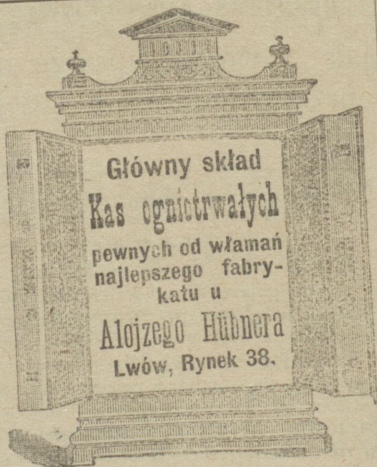 Główny skład
Kas ogniotrwałych
pewnych od włamań
najlepszego fabry-
katu u
Alojzego Hübnera
Lwów, Rynek 38.